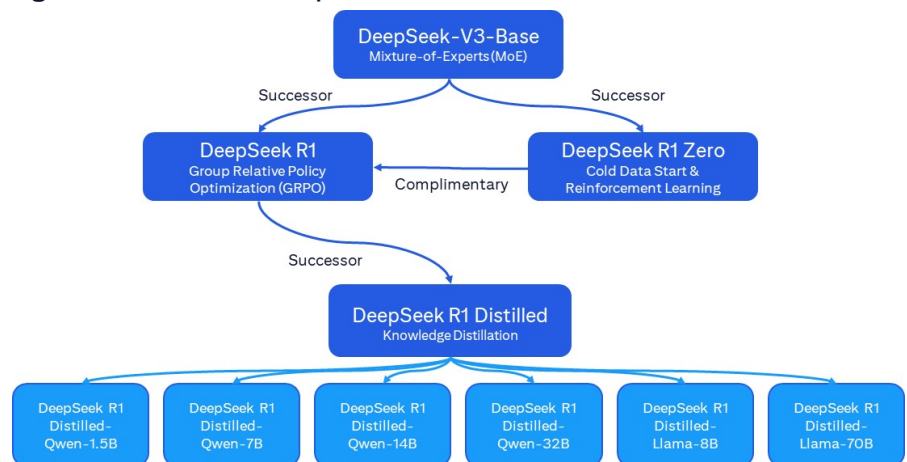 DeepSeek-V3-Base
Mixture-of-Experts (MoE)
Successor
Successor
DeepSeek R1
Group Relative Policy
Optimization (GRPO)
Complimentary
DeepSeek R1 Zero
Cold Data Start &
Reinforcement Learning
Successor
DeepSeek R1 Distilled
Knowledge Distillation
DeepSeek R1
Distilled-
Qwen-1.5B
DeepSeek R1
Distilled-
Qwen-7B
DeepSeek R1
Distilled-
Qwen-14B
DeepSeek R1
Distilled-
Qwen-32B
DeepSeek R1
Distilled-
Llama-8B
DeepSeek R1
Distilled-
Llama-70B